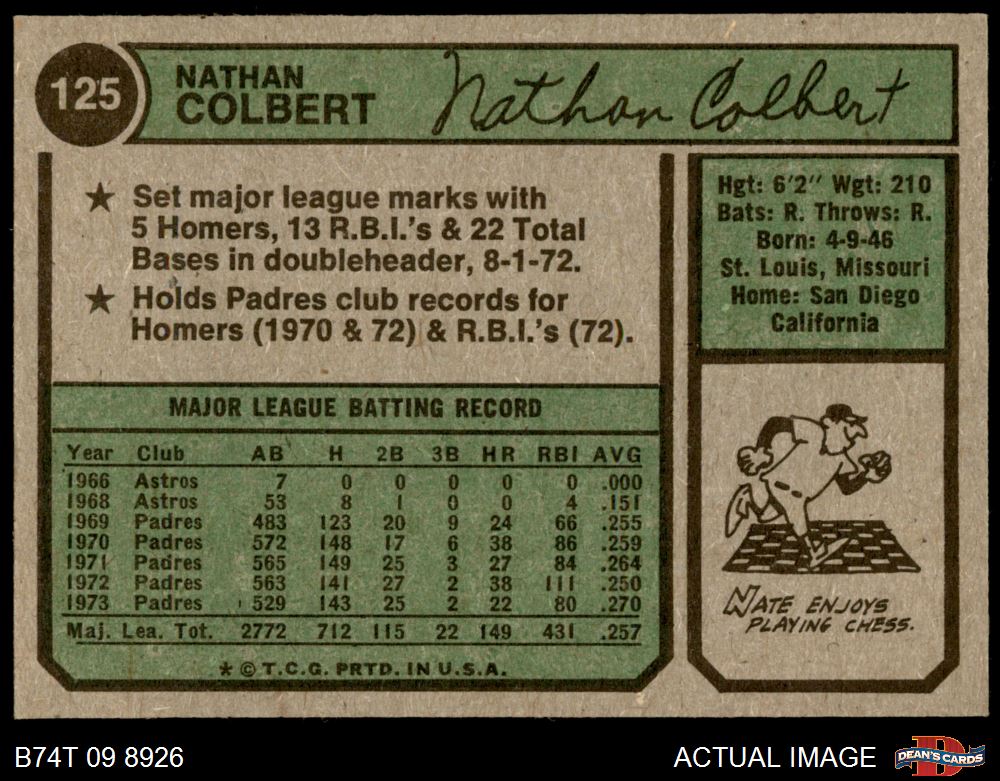 125
NATHAN
COLBERT
Nathan Colbert
★ Set major league marks with
5 Homers, 13 R.B.I.'s & 22 Total
Bases in doubleheader, 8-1-72.
★ Holds Padres club records for
Homers (1970 & 72) & R.B.I.'s (72).
Hgt: 6'2" Wgt: 210
Bats: R. Throws: R.
Born: 4-9-46
St. Louis, Missouri
Home: San Diego
California
MAJOR LEAGUE BATTING RECORD
Year Club AB H 2B 3B HR RBI AVG
1966 Astros 7 0 0 0 0 0 .000
1968 Astros 53 8 1 0 0 4 .151
1969 Padres 483 123 20 9 24 66 .255
1970 Padres 572 148 17 6 38 86 .259
1971 Padres 565 149 25 3 27 84 .264
1972 Padres 563 141 27 2 38 111 .250
1973 Padres 529 143 25 2 22 80 .270
Maj. Lea. Tot. 2772 712 115 22 149 431 .257
* © T.C.G. PRTD. IN U.S.A.
NATE ENJOYS
PLAYING CHESS.
B74T 09 8926
ACTUAL IMAGE
DEAN'S CARDS